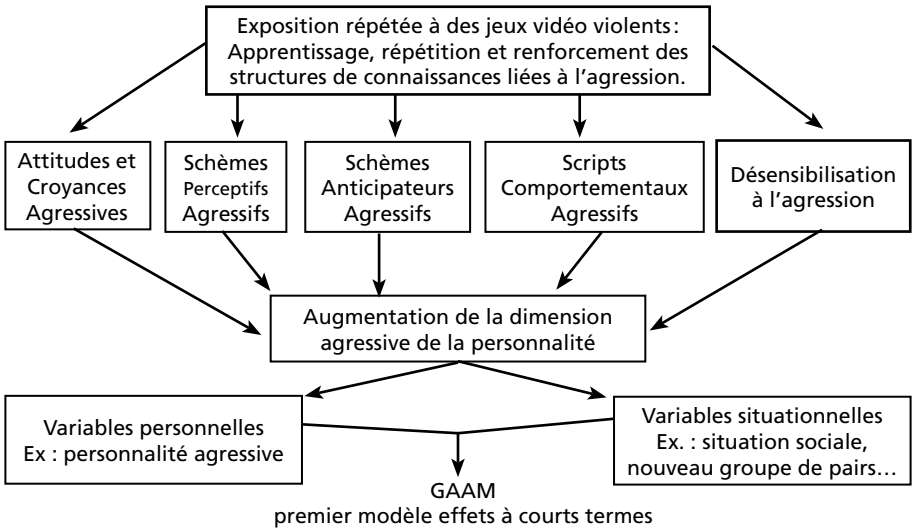 Exposition répétée à des jeux vidéo violents :
Apprentissage, répétition et renforcement des
structures de connaissances liées à l’agression.
Attitudes et
Croyances
Agressives
Schèmes
Perceptifs
Agressifs
Schèmes
Anticipateurs
Agressifs
Scripts
Comportementaux
Agressifs
Désensibilisation
à l’agression
Augmentation de la dimension
agressive de la personnalité
Variables personnelles
Ex : personnalité agressive
Variables situationnelles
Ex. : situation sociale,
nouveau groupe de pairs…
GAAM
premier modèle effets à courts termes